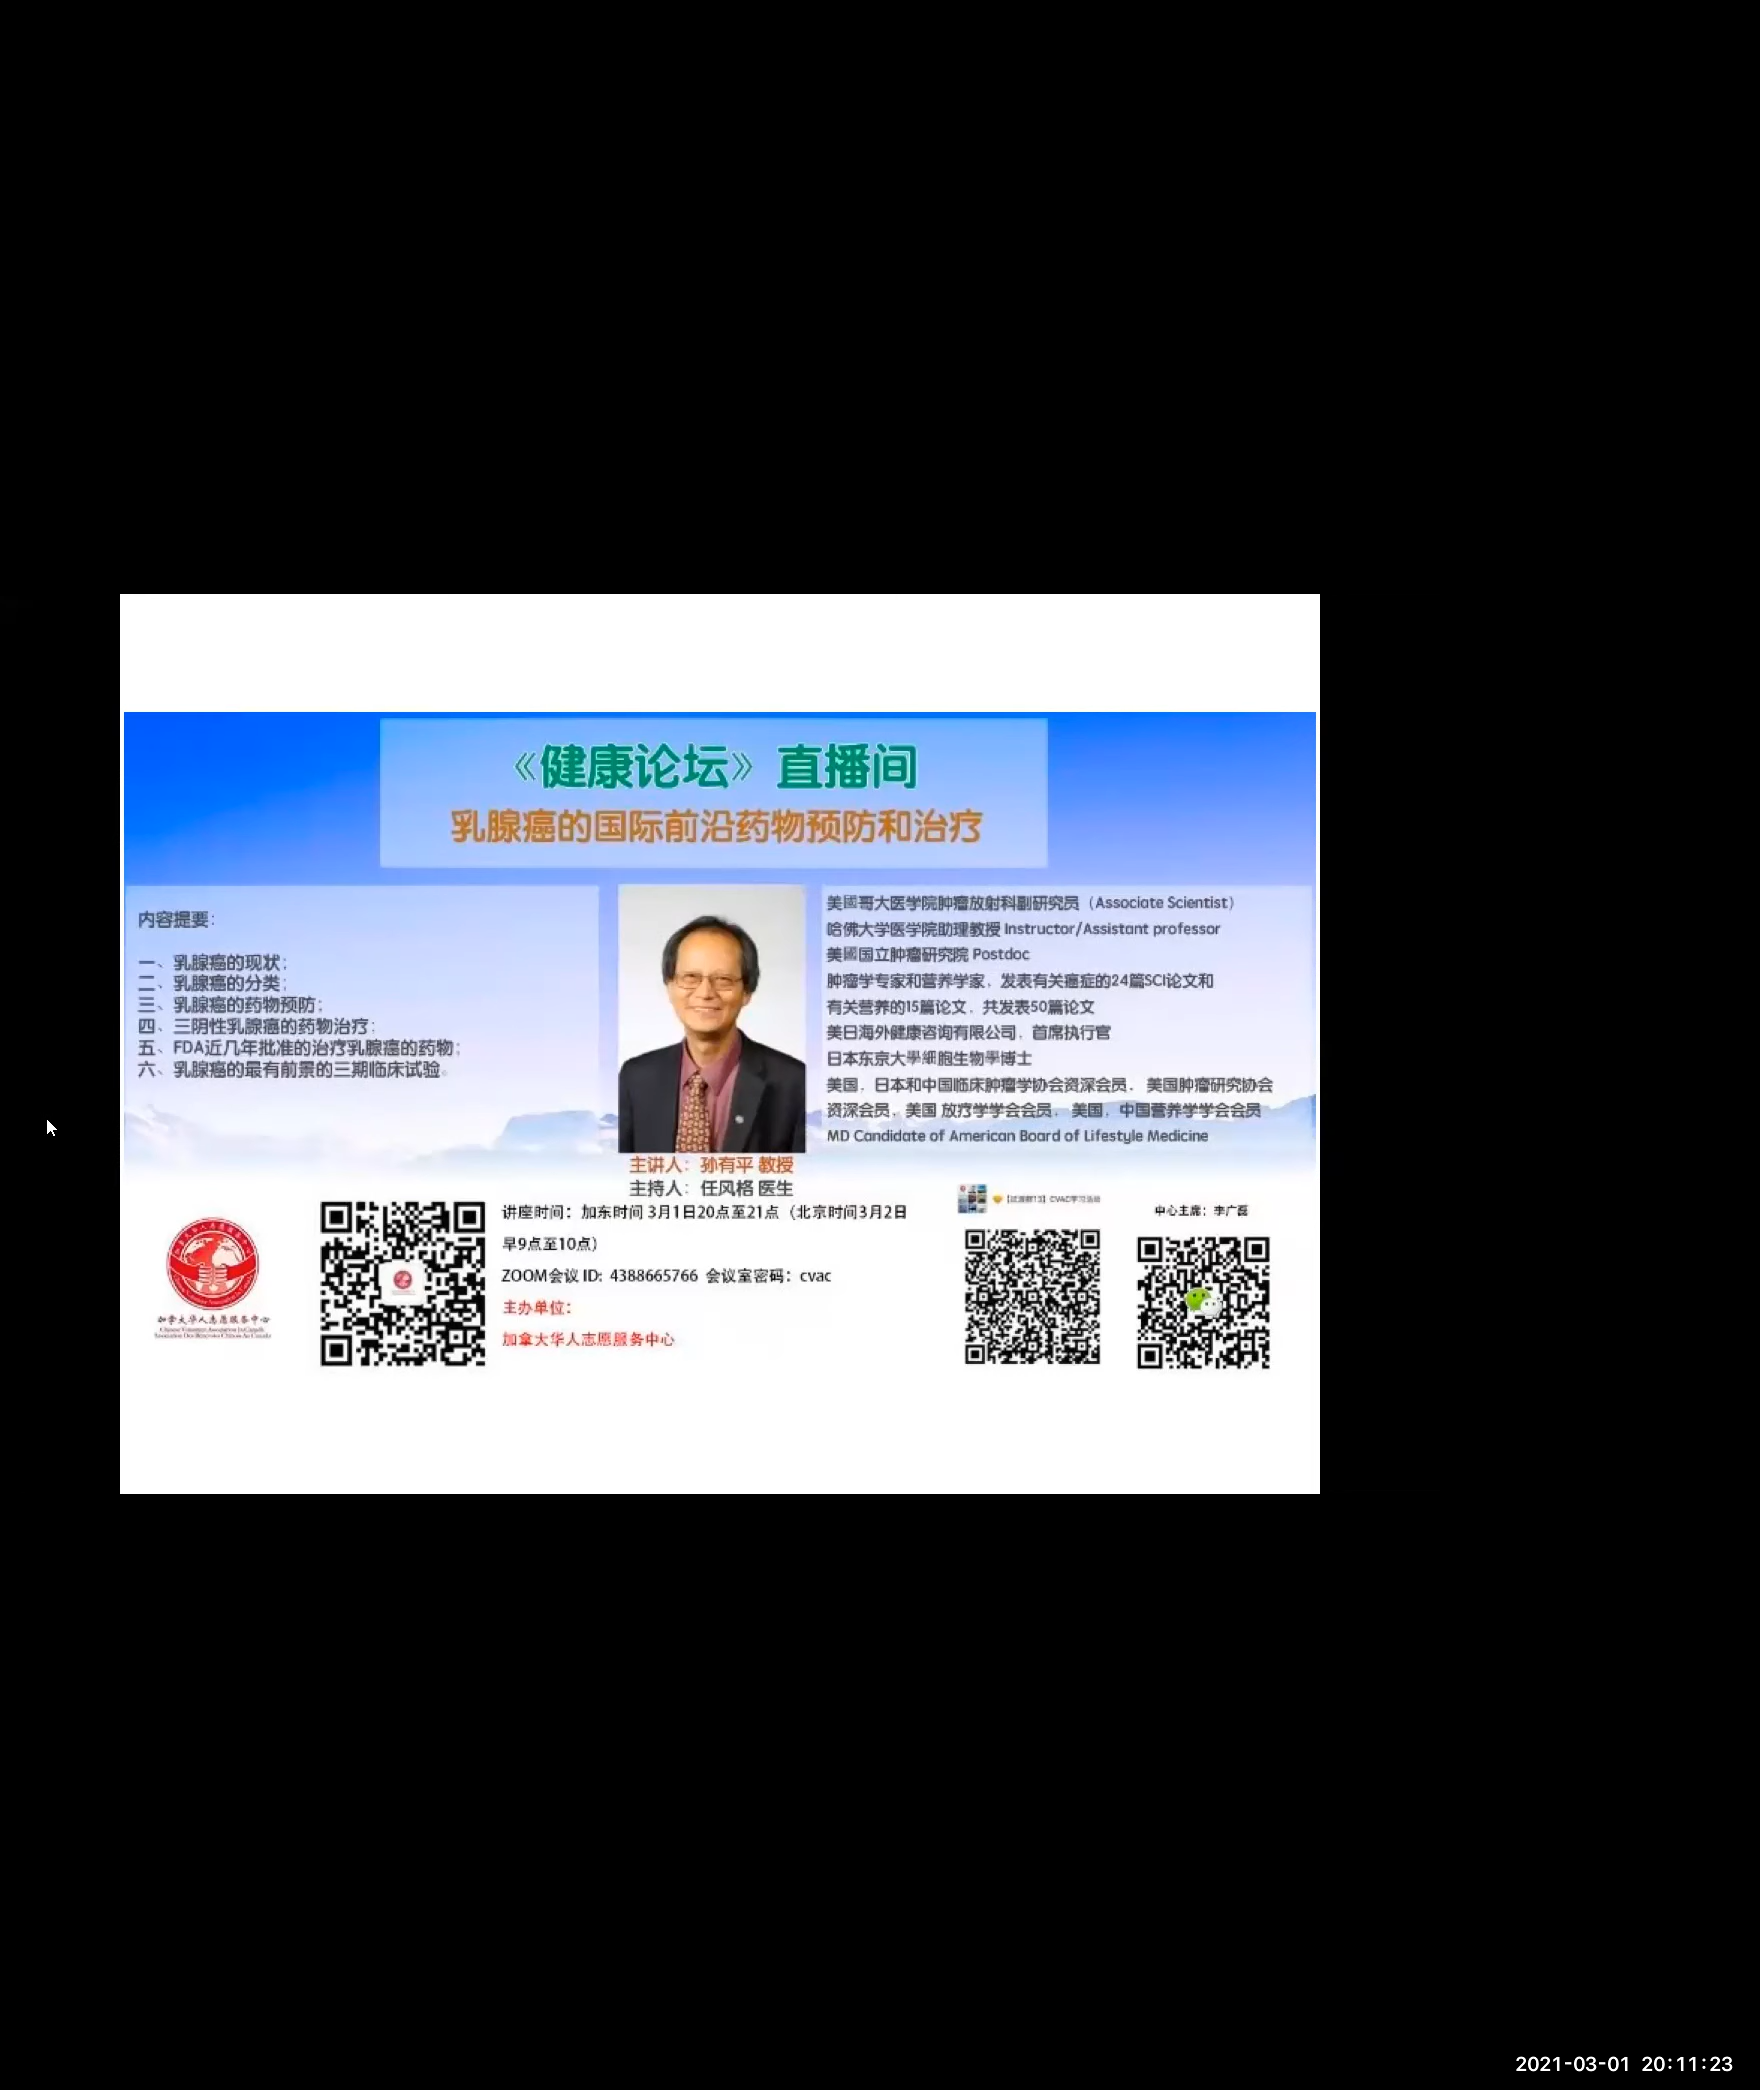 《健康论坛》直播间
乳腺癌的国际前沿药物预防和治疗
内容提要:
一、乳腺癌的现状;
二、乳腺癌的分类;
三、乳腺癌的药物预防;
四、三阴性乳腺癌的药物治疗;
五、FDA近几年批准的治疗乳腺癌的药物;
六、乳腺癌的最有前景的三期临床试验。
美國哥大医学院肿瘤放射科副研究员（Associate Scientist）
哈佛大学医学院助理教授 Instructor/Assistant professor
美國国立肿瘤研究院 Postdoc
肿瘤学专家和营养学家，发表有关癌症的24篇SCI论文和
有关营养的15篇论文，共发表50篇论文
美日海外健康咨询有限公司，首席执行官
日本东京大學細胞生物學博士
美国，日本和中国临床肿瘤学协会资深会员， 美国肿瘤研究协会
资深会员，美国 放疗学学会会员， 美国，中国营养学学会会员
MD Candidate of American Board of Lifestyle Medicine
主讲人：孙有平 教授
主持人：任风格 医生
讲座时间：加东时间 3月1日20点至21点（北京时间3月2日
早9点至10点）
ZOOM会议 ID: 4388665766 会议室密码：cvac
主办单位：
加拿大华人志愿服务中心
加拿大华人志愿服务中心
Chinese Volunteer Association In Canada
中心主席：李广磊
2021-03-01 20:11:23